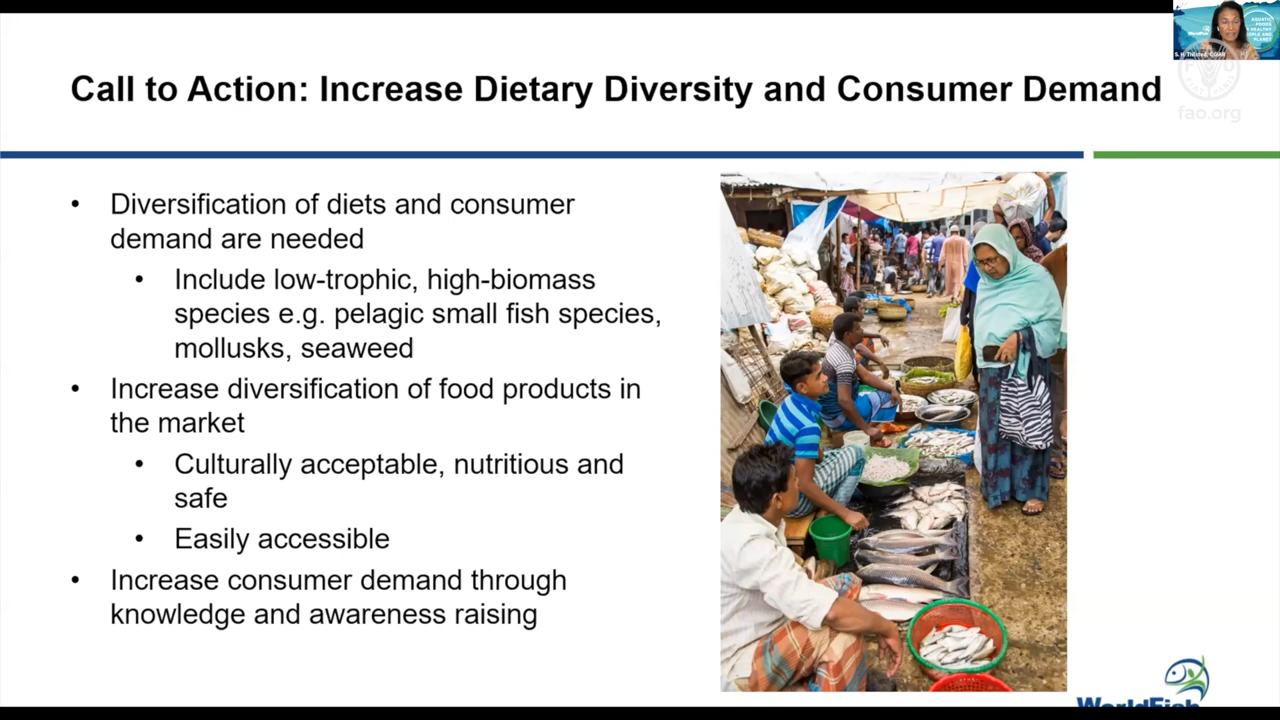 Call to Action: Increase Dietary Diversity and Consumer Demand
fao.org
• Diversification of diets and consumer
demand are needed
• Include low-trophic, high-biomass
species e.g. pelagic small fish species,
mollusks, seaweed
• Increase diversification of food products in
the market
• Culturally acceptable, nutritious and
safe
• Easily accessible
• Increase consumer demand through
knowledge and awareness raising
WorldFish